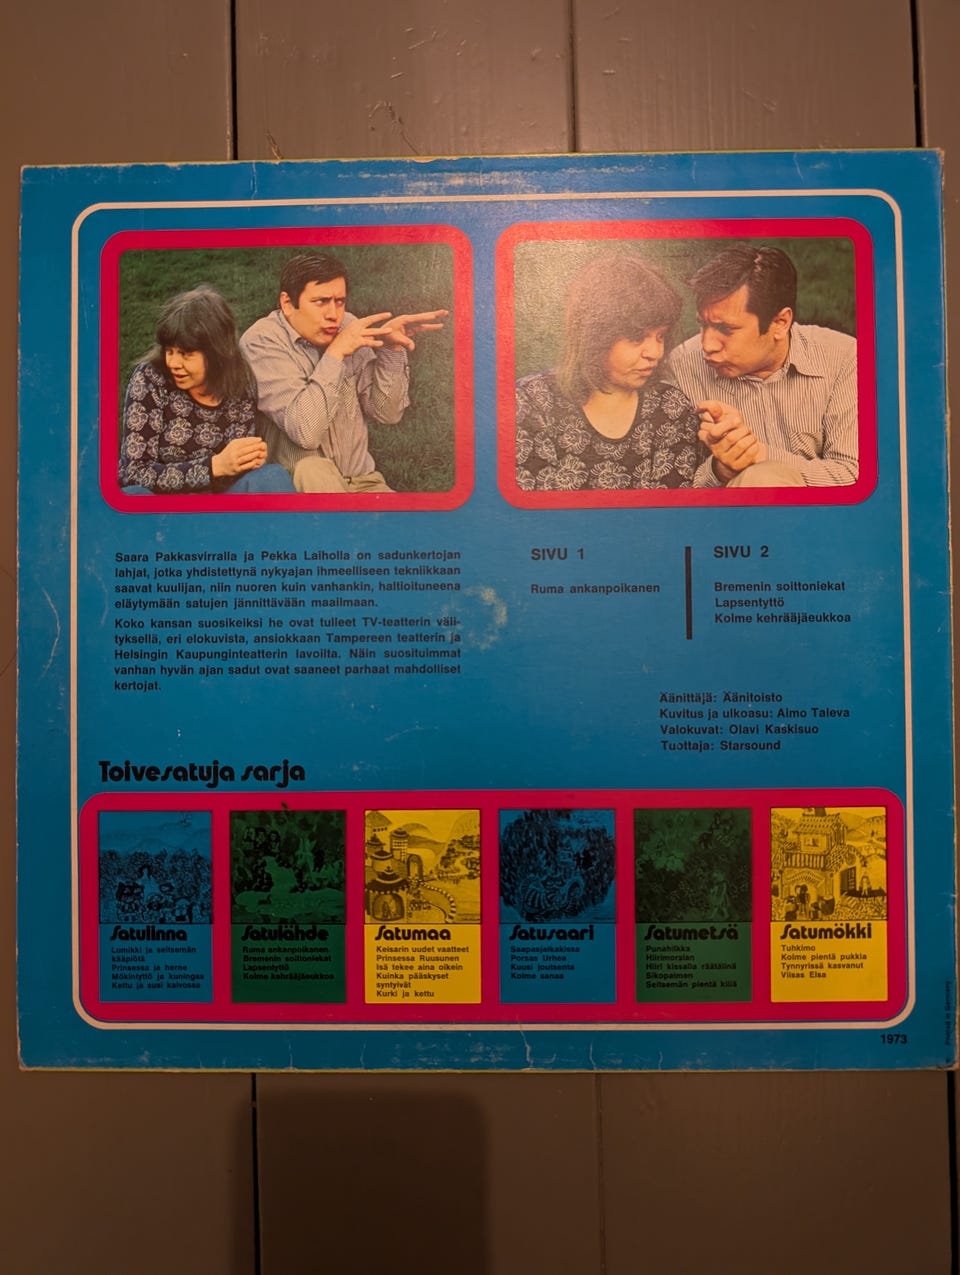 Saara Pakkasvirralla ja Pekka Laiholla on sadunkertojan
lahjat, jotka yhdistettynä nykyajan ihmeelliseen tekniikkaan
saavat kuulijan, niin nuoren kuin vanhankin, haltioituneena
eläytymään satujen jännittävään maailmaan.
Koko kansan suosikeiksi he ovat tulleet TV-teatterin väli-
tyksellä, eri elokuvista, ansiokkaan Tampereen teatterin ja
Helsingin Kaupunginteatterin lavoilta. Näin suosituimmat
vanhan hyvän ajan sadut ovat saaneet parhaat mahdolliset
kertojat.
SIVU 1
Ruma ankanpoikanen
SIVU 2
Bremenin soittoniekat
Lapsentyttö
Kolme kehrääjäeukkoa
Äänittäjä: Äänitoisto
Kuvitus ja ulkoasu: Aimo Taleva
Valokuvat: Olavi Kaskisuo
Tuottaja: Starsound
Toivesatuja sarja
Satulinna
Lumikki ja seitsemän
kääpiötä
Prinsessa ja herne
Mökintyttö ja kuningas
Kettu ja susi kaivossa
Satulähde
Ruma ankanpoikanen
Bremenin soittoniekat
Lapsentyttö
Kolme kehrääjäeukkoa
Satumaa
Keisarin uudet vaatteet
Prinsessa Ruusunen
Isä tekee aina oikein
Kuinka pääskyset
syntyivät
Kurki ja kettu
Satusaari
Saapasjalkakissa
Porsas Urhea
Kuusi joutsenta
Kolme sanaa
Satumetsä
Punahilkka
Hiirimorsian
Hiiri kissalla räätälinä
Sikopaimen
Seitsemän pientä kiliä
Satumökki
Tuhkimo
Kolme pientä pukkia
Tynnyrissä kasvanut
Viisas Elsa
1973
Printed in Germany